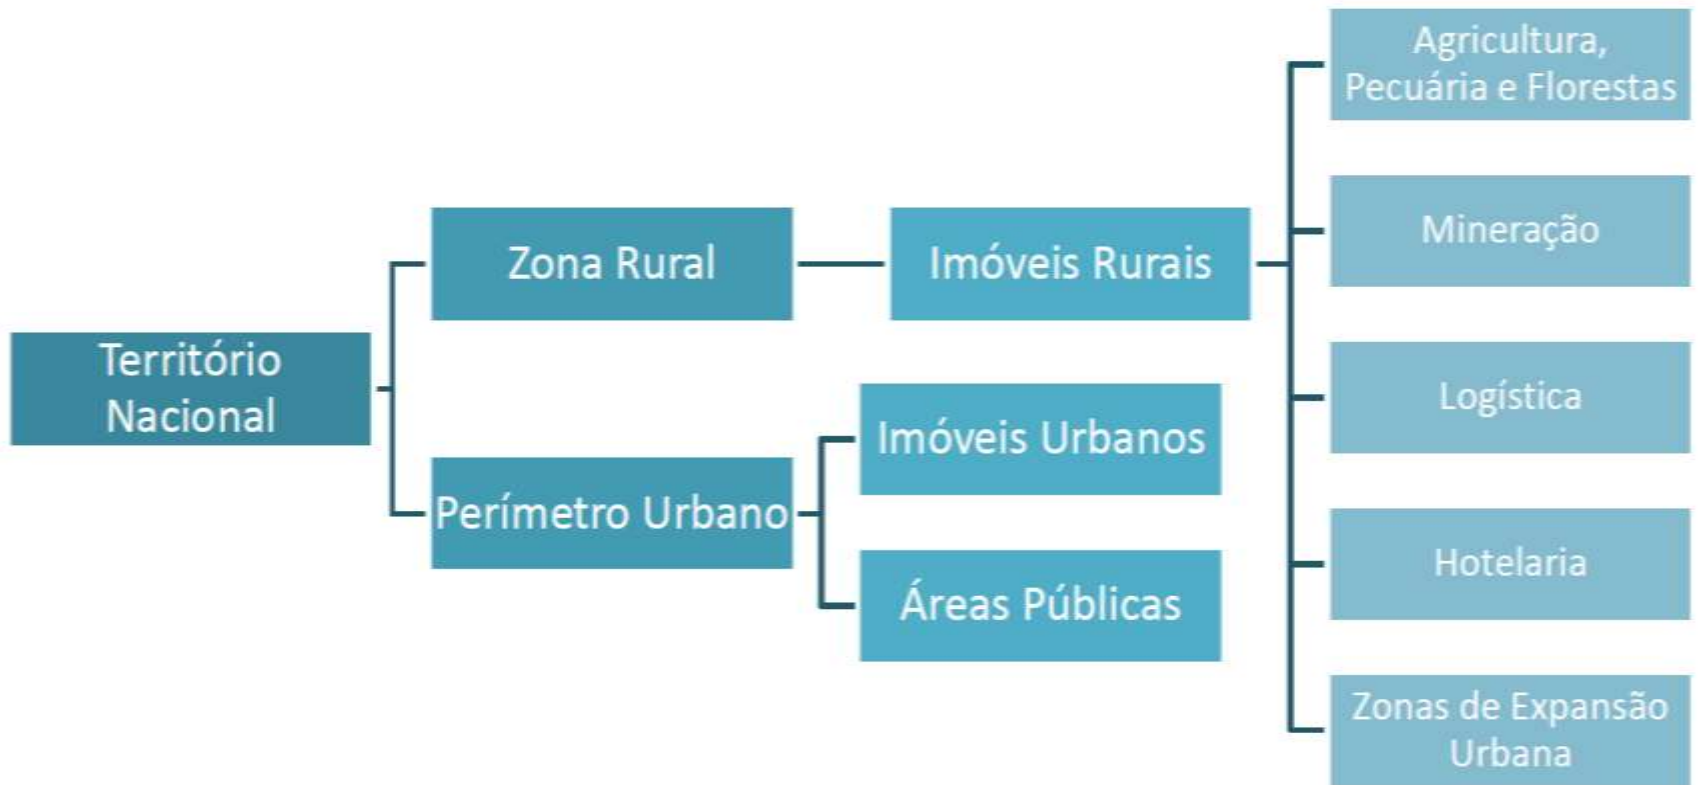 Território
Nacional
Zona Rural
Perímetro Urbano
Imóveis Rurais
Imóveis Urbanos
Áreas Públicas
Agricultura,
Pecuária e Florestas
Mineração
Logística
Hotelaria
Zonas de Expansão
Urbana